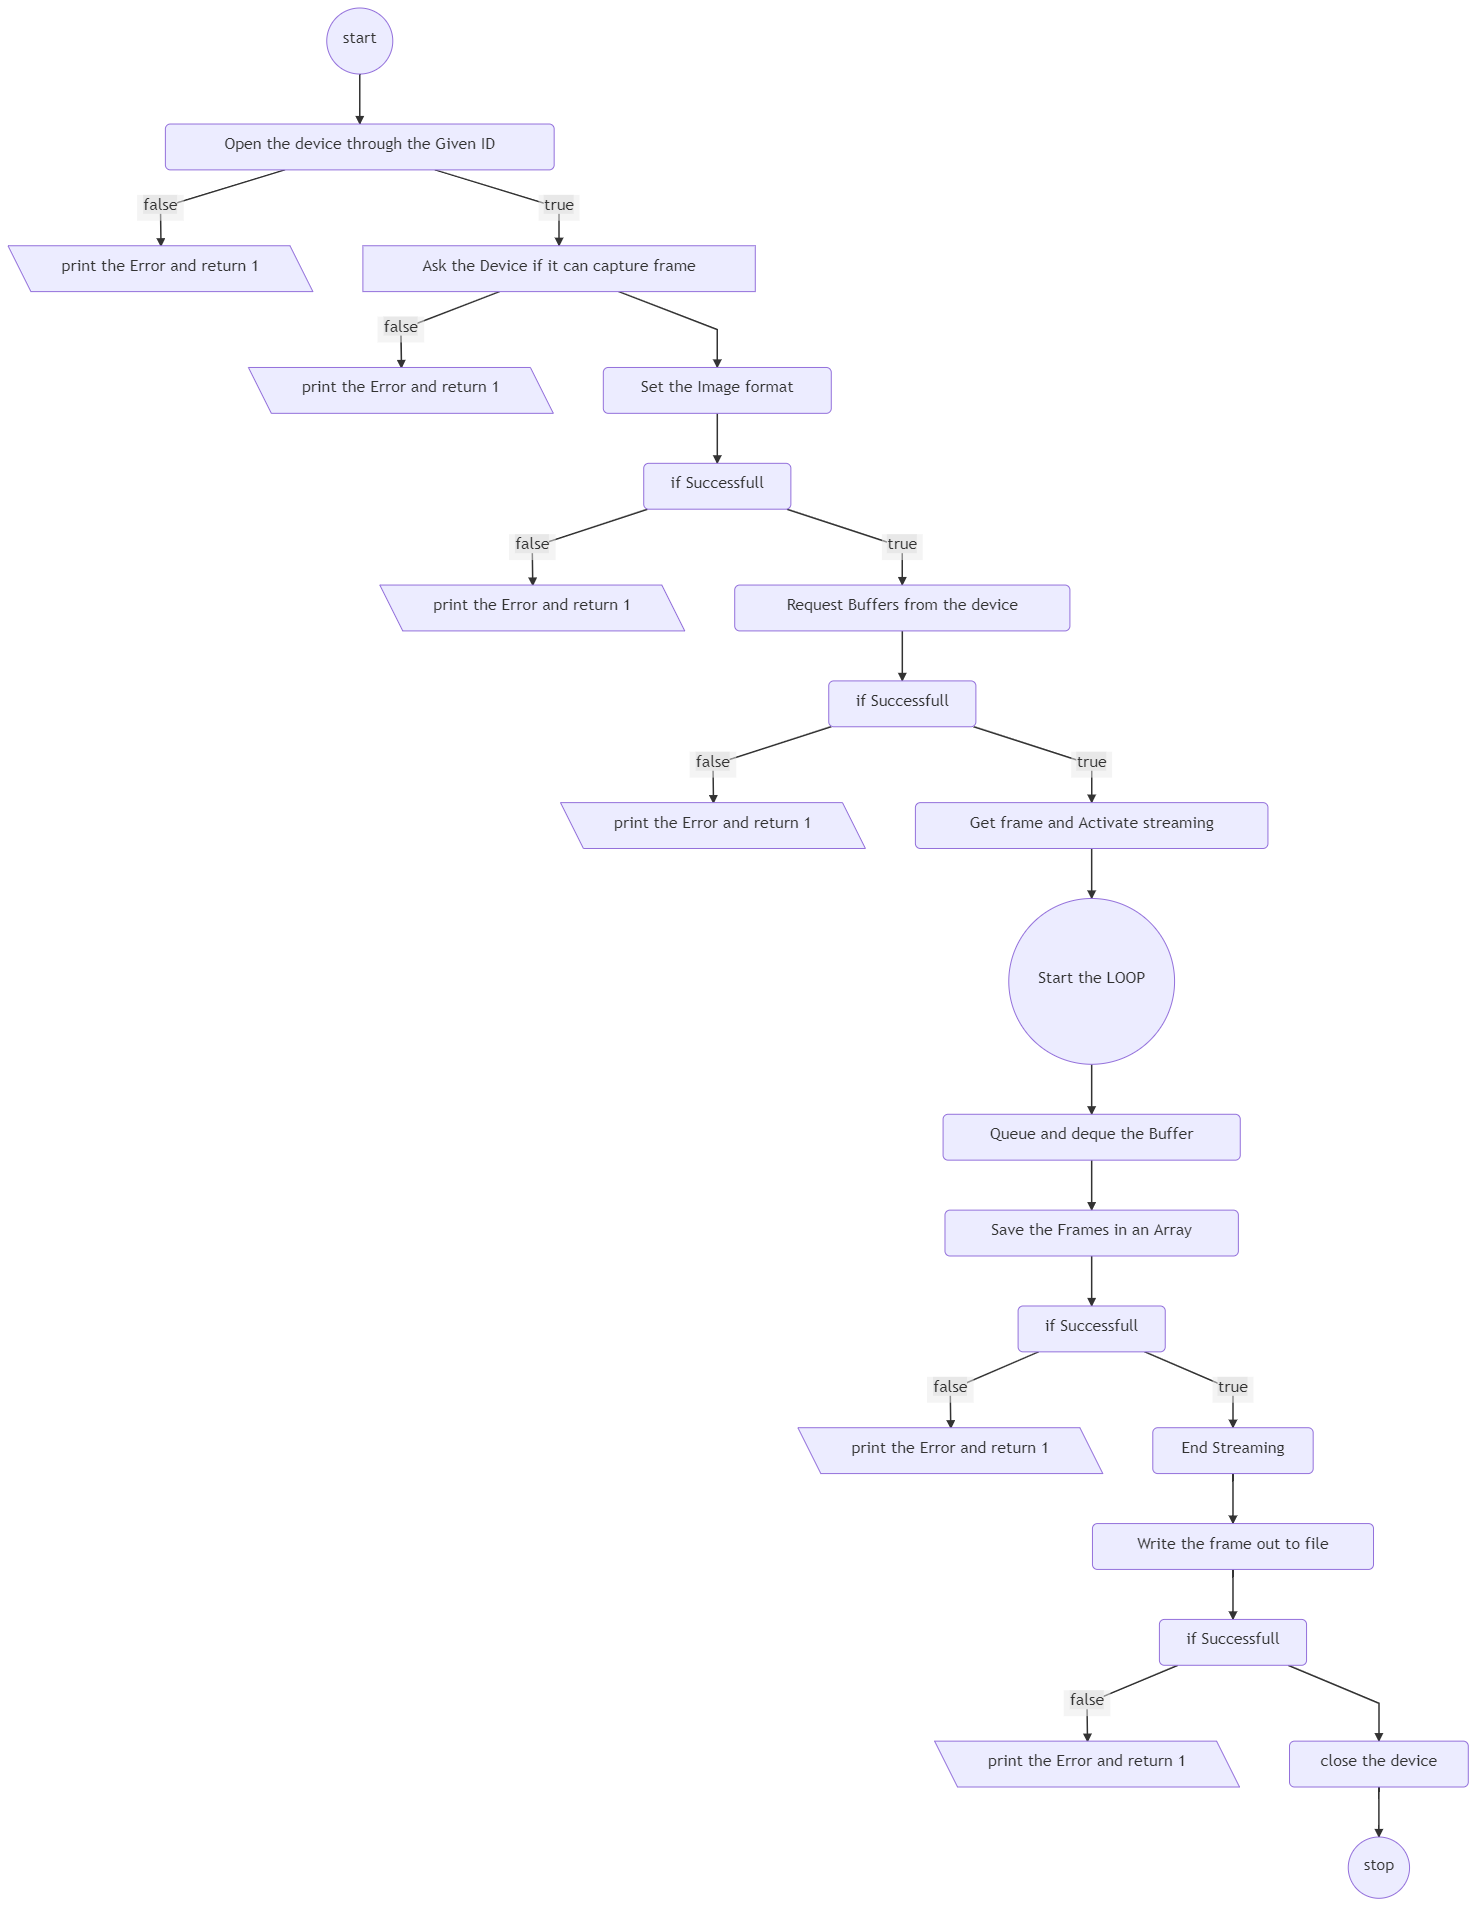 start
Open the device through the Given ID
false
true
print the Error and return 1
Ask the Device if it can capture frame
false
print the Error and return 1
Set the Image format
if Successfull
false
true
print the Error and return 1
Request Buffers from the device
if Successfull
false
true
print the Error and return 1
Get frame and Activate streaming
Start the LOOP
Queue and deque the Buffer
Save the Frames in an Array
if Successfull
false
true
print the Error and return 1
End Streaming
Write the frame out to file
if Successfull
false
print the Error and return 1
close the device
stop